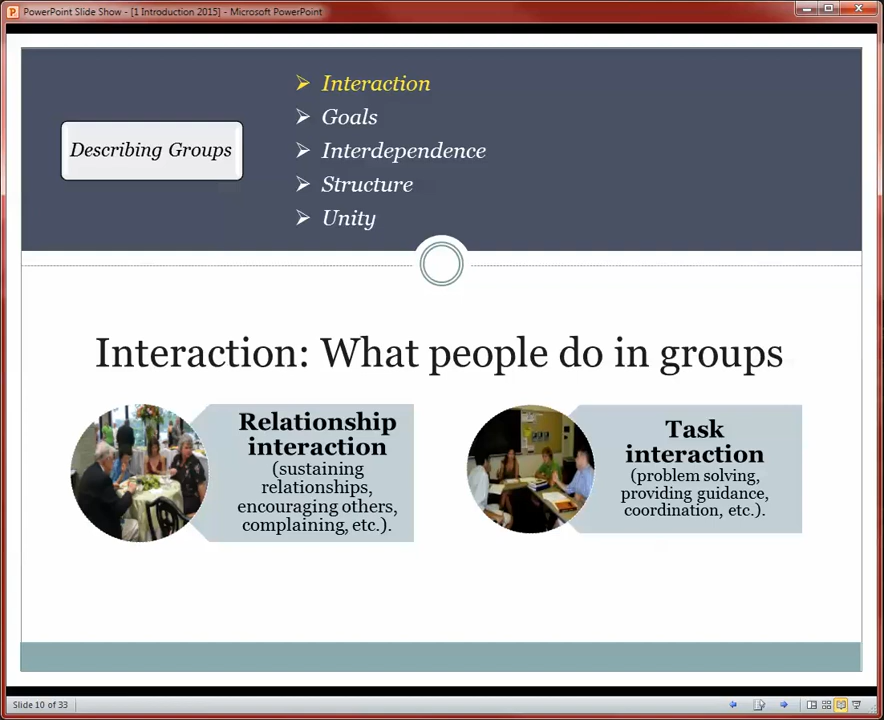 PowerPoint Slide Show - [1 Introduction 2015] - Microsoft PowerPoint
Describing Groups
Interaction
Goals
Interdependence
Structure
Unity
Interaction: What people do in groups
Relationship
interaction
(sustaining
relationships,
encouraging others,
complaining, etc.).
Task
interaction
(problem solving,
providing guidance,
coordination, etc.).
Slide 10 of 33